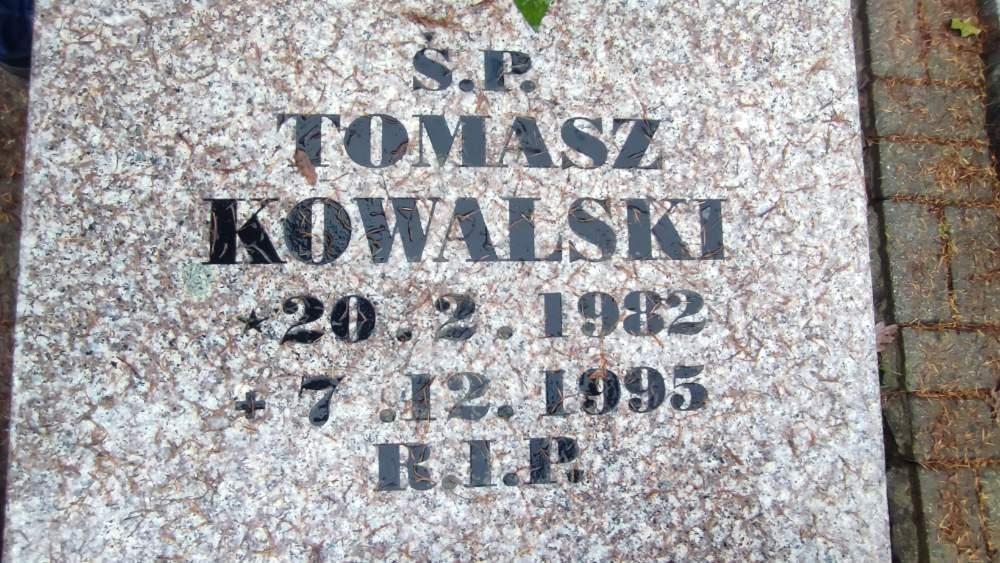 Ś.P.
TOMASZ
KOWALSKI
★ 20.2.1982
+ 7.12.1995
R.I.P.